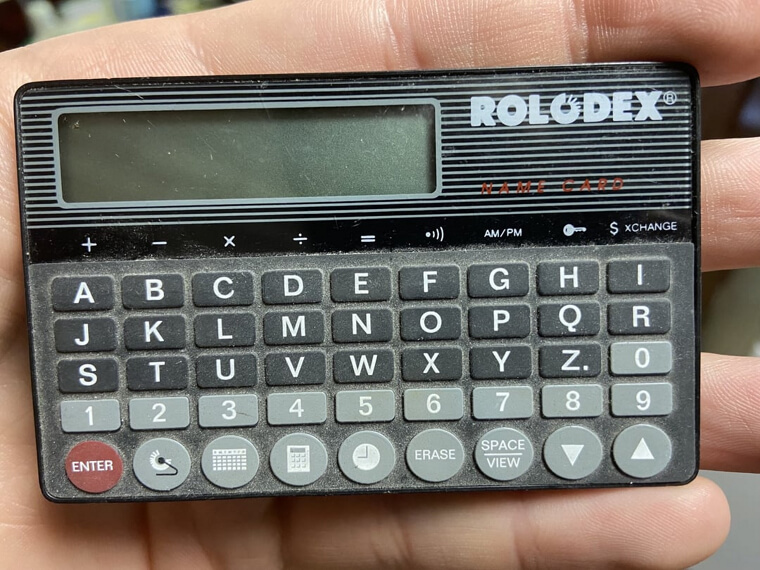 ROLODEX®
NAME CARD
+ − × ÷ = AM/PM $ XCHANGE
A B C D E F G H I
J K L M N O P Q R
S T U V W X Y Z. 0
1 2 3 4 5 6 7 8 9
ENTER ERASE SPACE
VIEW